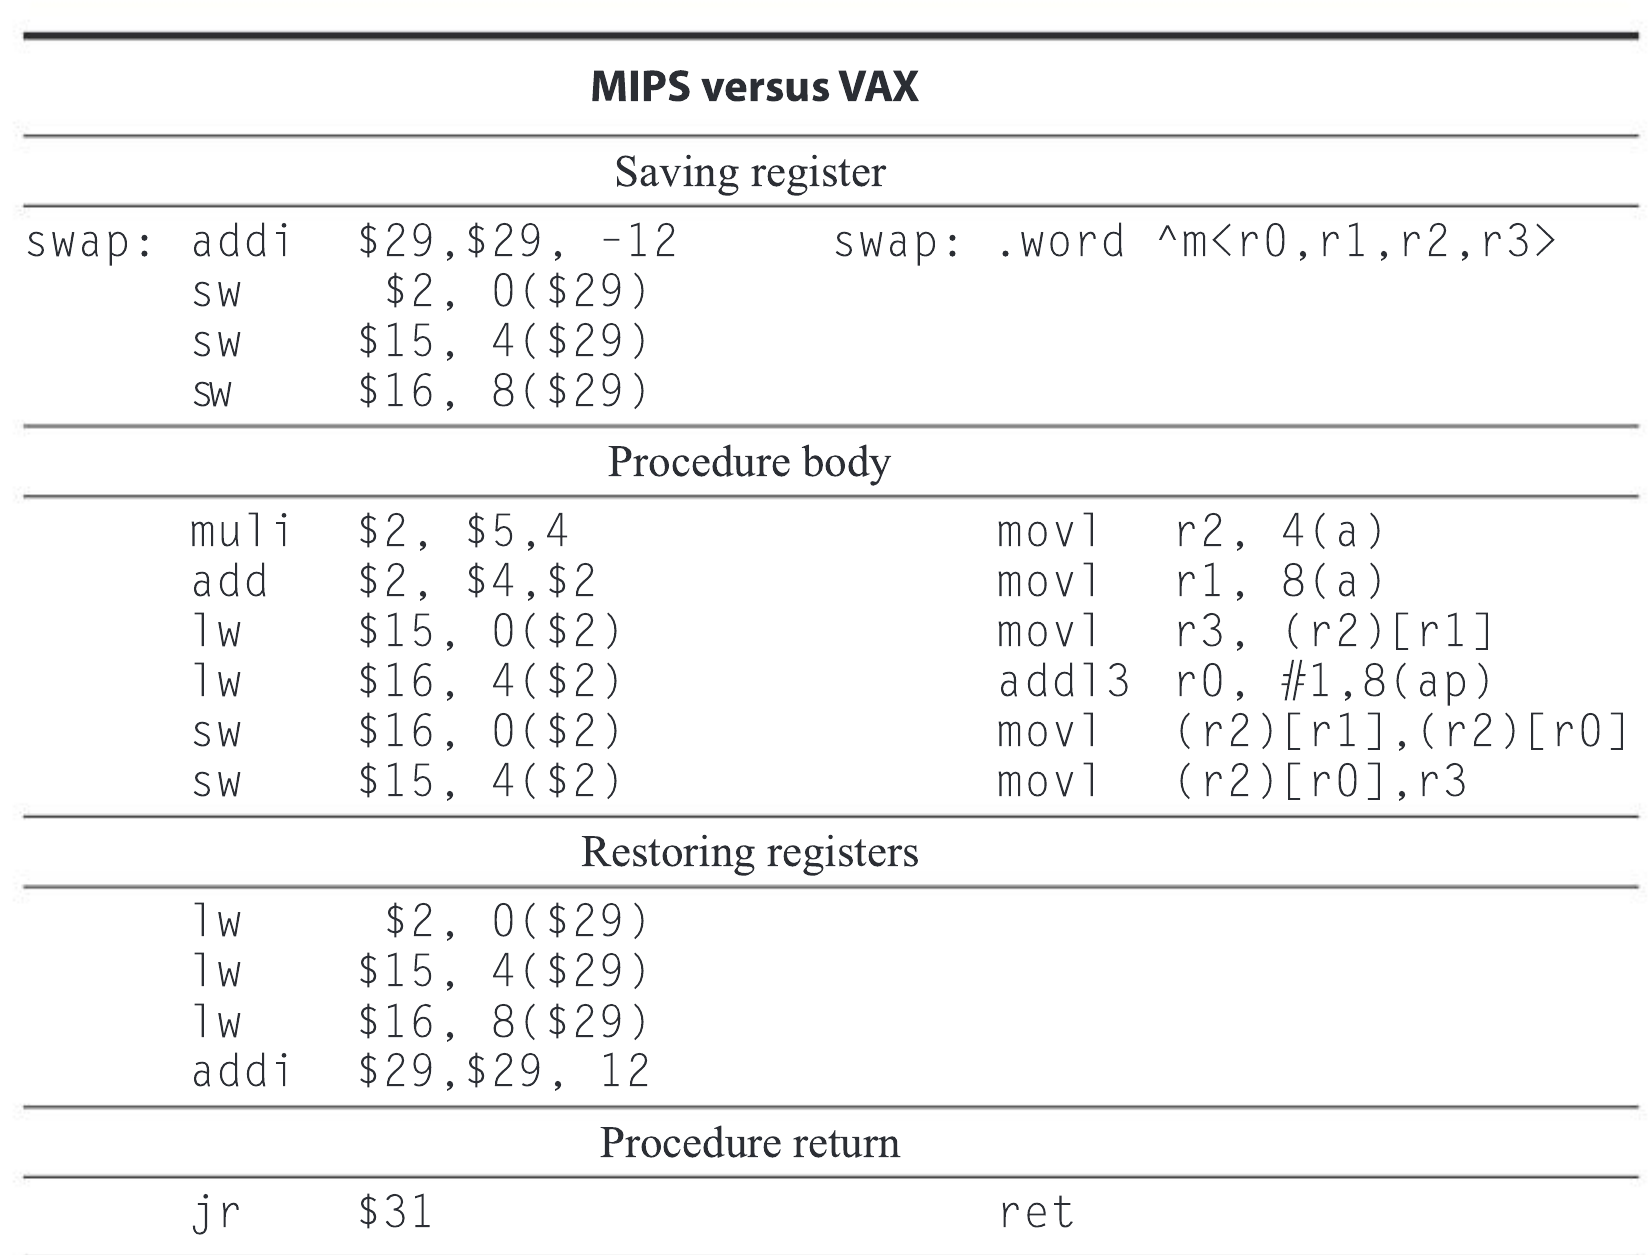 MIPS versus VAX
Saving register
swap: addi $29,$29, -12 swap: .word ^m<r0,r1,r2,r3>
sw $2, 0($29)
sw $15, 4($29)
sw $16, 8($29)
Procedure body
muli $2, $5,4 movl r2, 4(a)
add $2, $4,$2 movl r1, 8(a)
lw $15, 0($2) movl r3, (r2)[r1]
lw $16, 4($2) addl3 r0, #1,8(ap)
sw $16, 0($2) movl (r2)[r1],(r2)[r0]
sw $15, 4($2) movl (r2)[r0],r3
Restoring registers
lw $2, 0($29)
lw $15, 4($29)
lw $16, 8($29)
addi $29,$29, 12
Procedure return
jr $31 ret